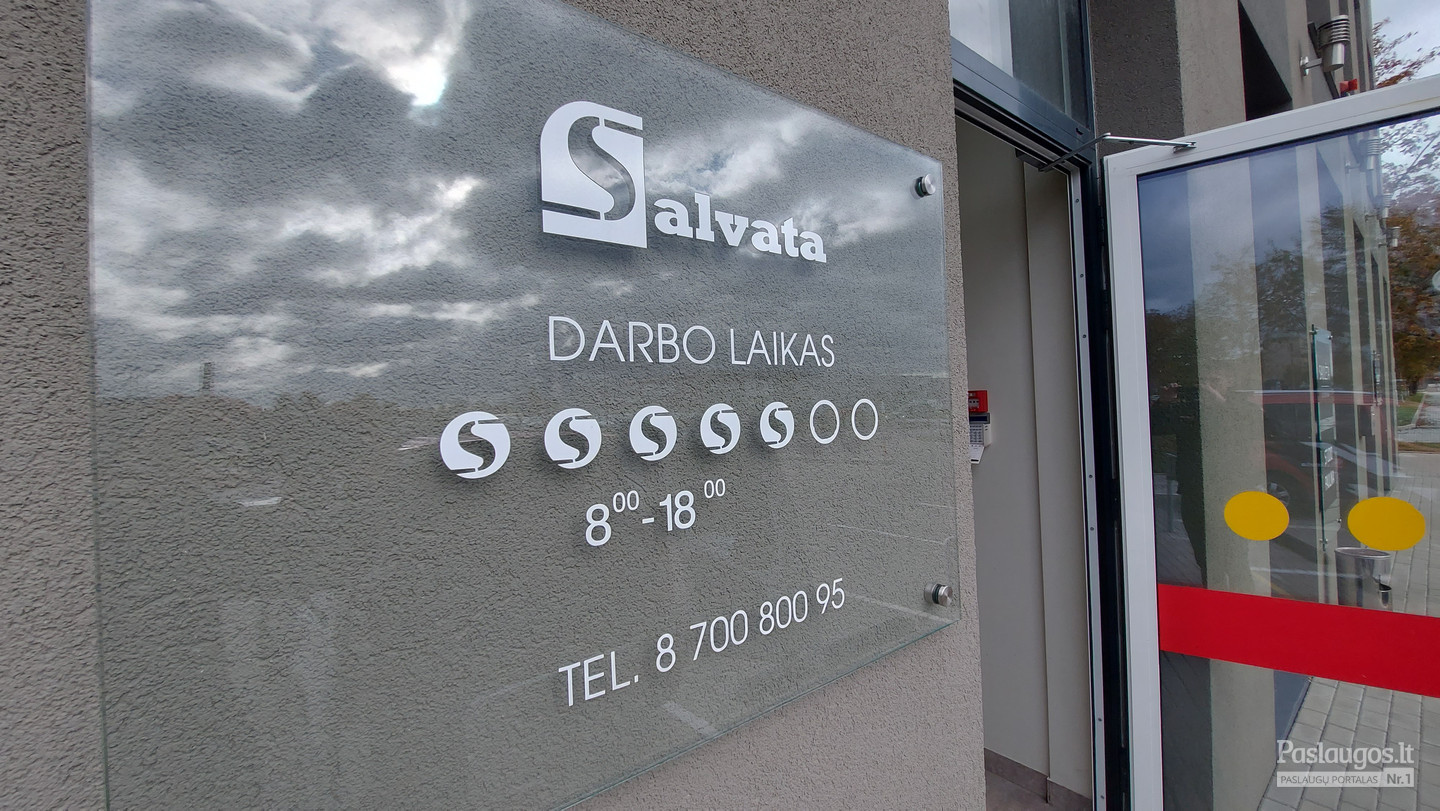 Salvata
DARBO LAIKAS
8⁰⁰-18⁰⁰
TEL. 8 700 800 95
Paslaugos.lt
PASLAUGŲ PORTALAS Nr.1